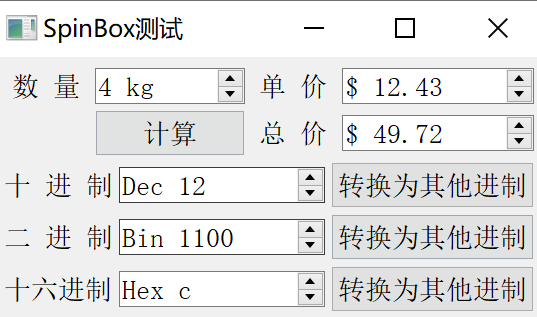 SpinBox测试
数 量 4 kg 单 价 $ 12.43
计算 总 价 $ 49.72
十 进 制 Dec 12 转换为其他进制
二 进 制 Bin 1100 转换为其他进制
十六进制 Hex c 转换为其他进制